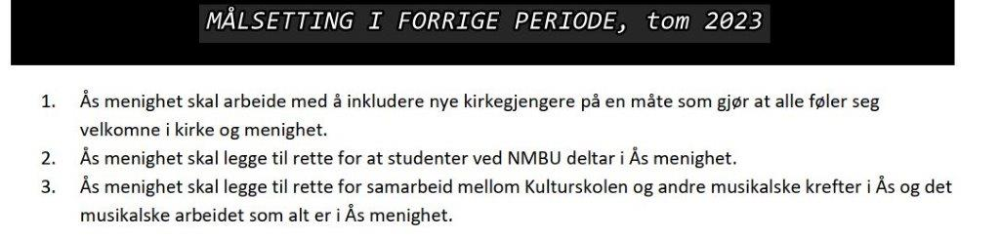 MÅLSETTING I FORRIGE PERIODE, tom 2023
1. Ås menighet skal arbeide med å inkludere nye kirkegjengere på en måte som gjør at alle føler seg
velkomne i kirke og menighet.
2. Ås menighet skal legge til rette for at studenter ved NMBU deltar i Ås menighet.
3. Ås menighet skal legge til rette for samarbeid mellom Kulturskolen og andre musikalske krefter i Ås og det
musikalske arbeidet som alt er i Ås menighet.